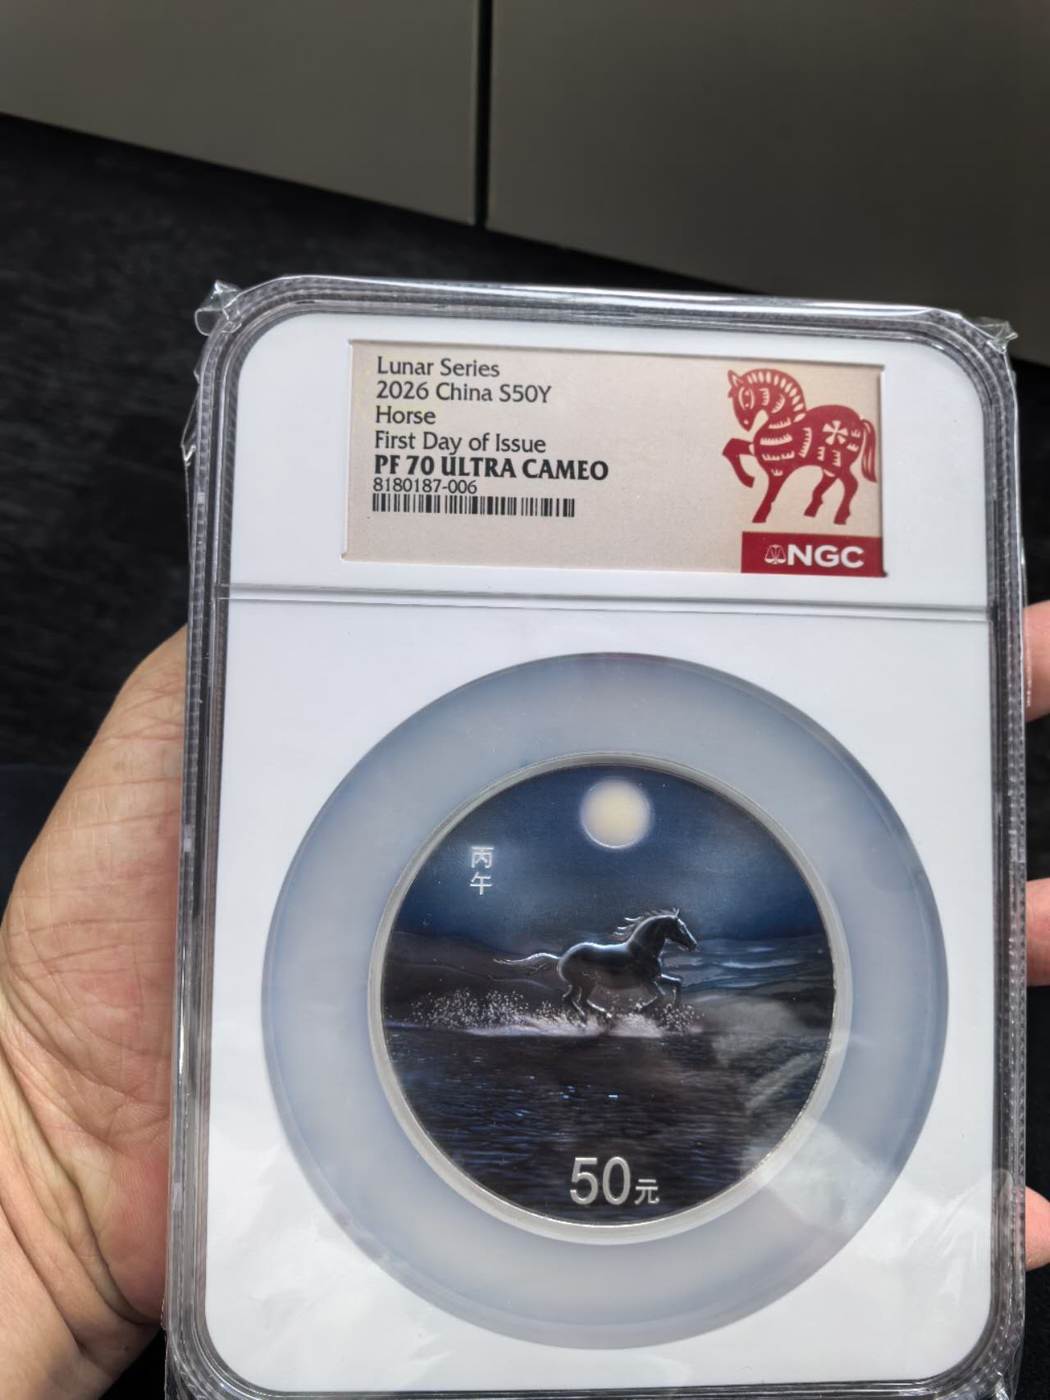 Lunar Series
2026 China S50Y
Horse
First Day of Issue
PF 70 ULTRA CAMEO
8180187-006
NGC
丙午
50元